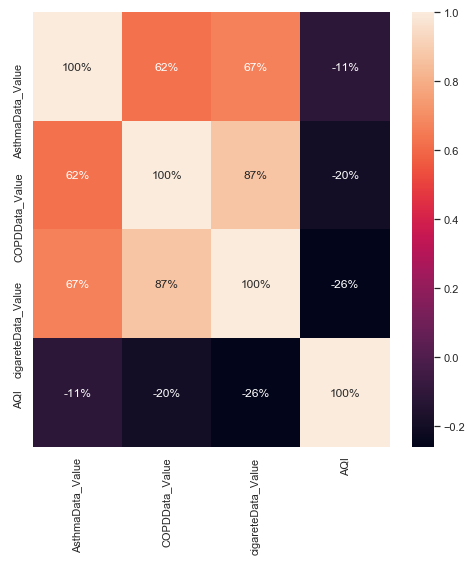 AsthmaData_Value
100%
62%
67%
-11%
COPDData_Value
62%
100%
87%
-20%
cigareteData_Value
67%
87%
100%
-26%
AQI
-11%
-20%
-26%
100%
AsthmaData_Value
COPDData_Value
cigareteData_Value
AQI
1.0
0.8
0.6
0.4
0.2
0.0
−0.2